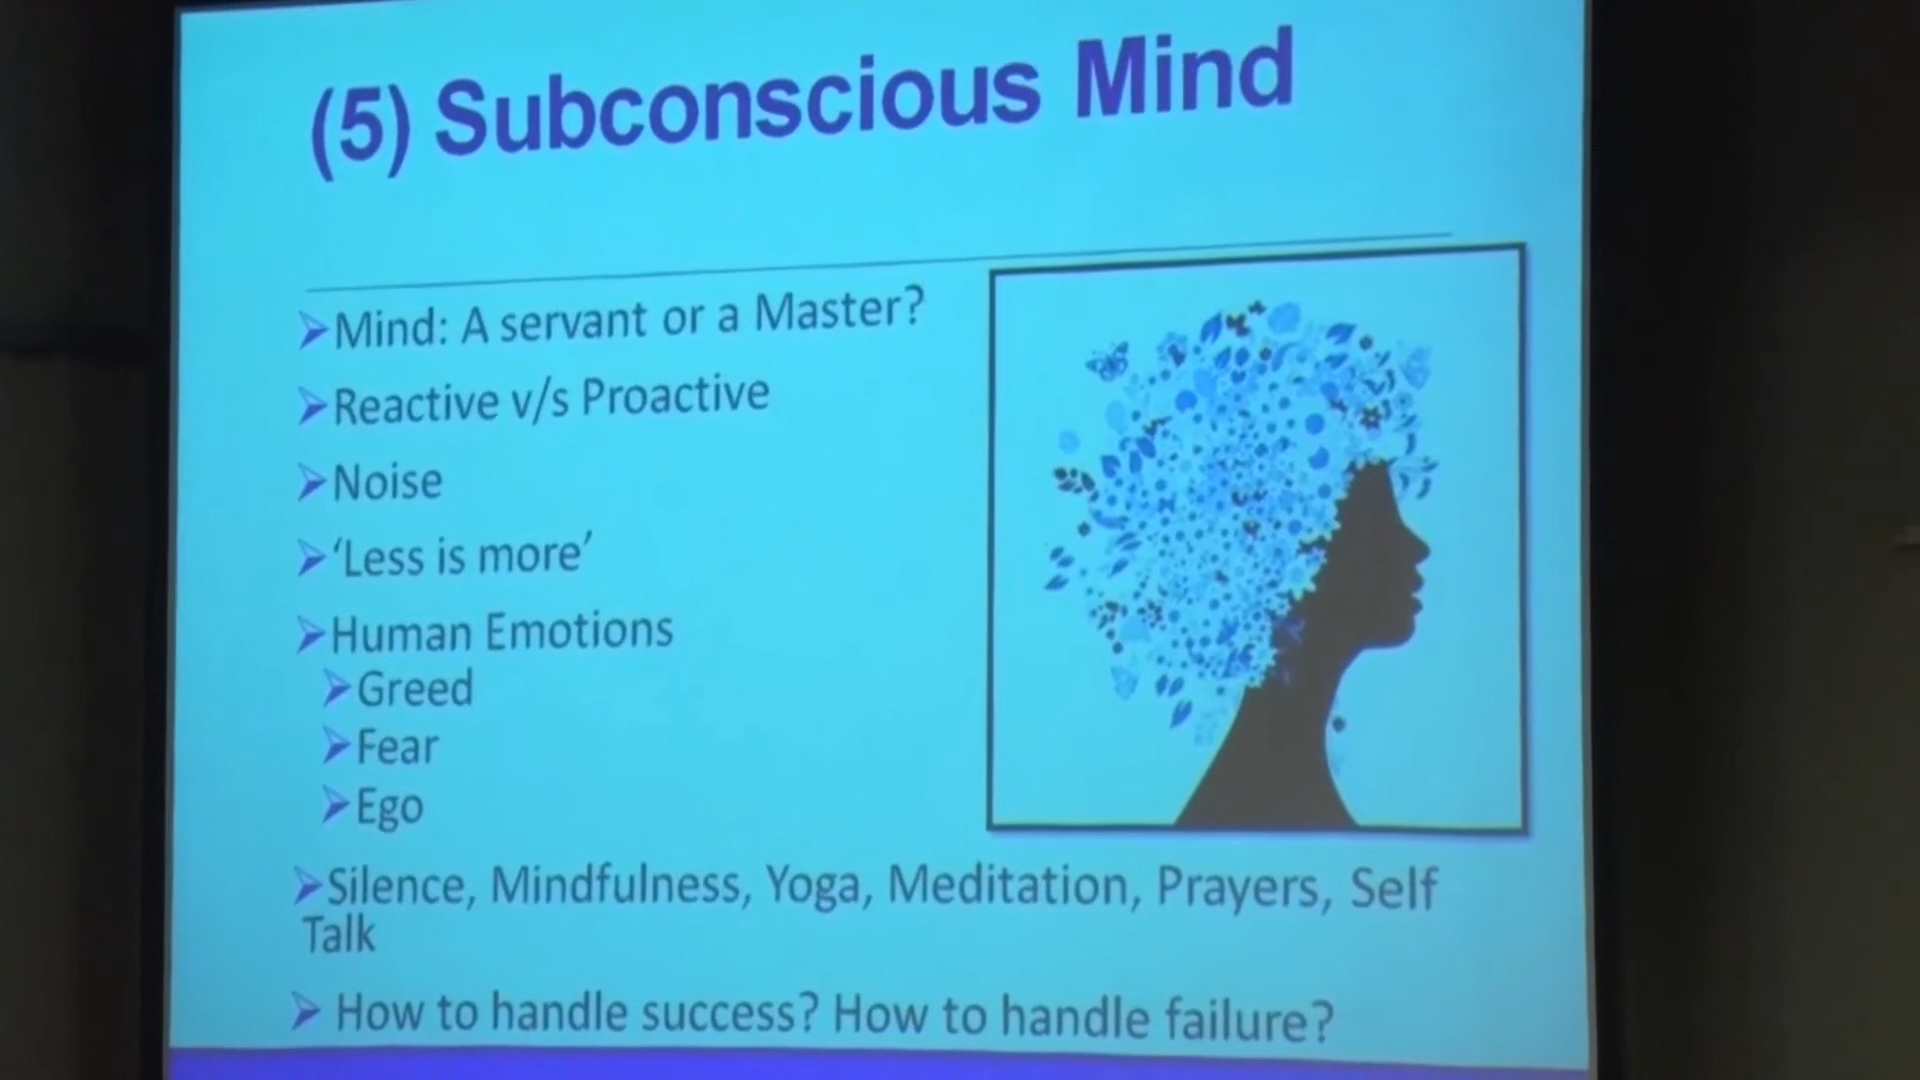 (5) Subconscious Mind
Mind: A servant or a Master?
Reactive v/s Proactive
Noise
‘Less is more’
Human Emotions
Greed
Fear
Ego
Silence, Mindfulness, Yoga, Meditation, Prayers, Self
Talk
How to handle success? How to handle failure?